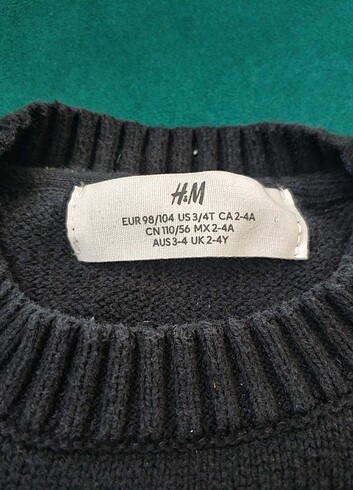 H&M
EUR 98/104 US 3/4T CA 2-4A
CN 110/56 MX 2-4A
AUS 3-4 UK 2-4Y